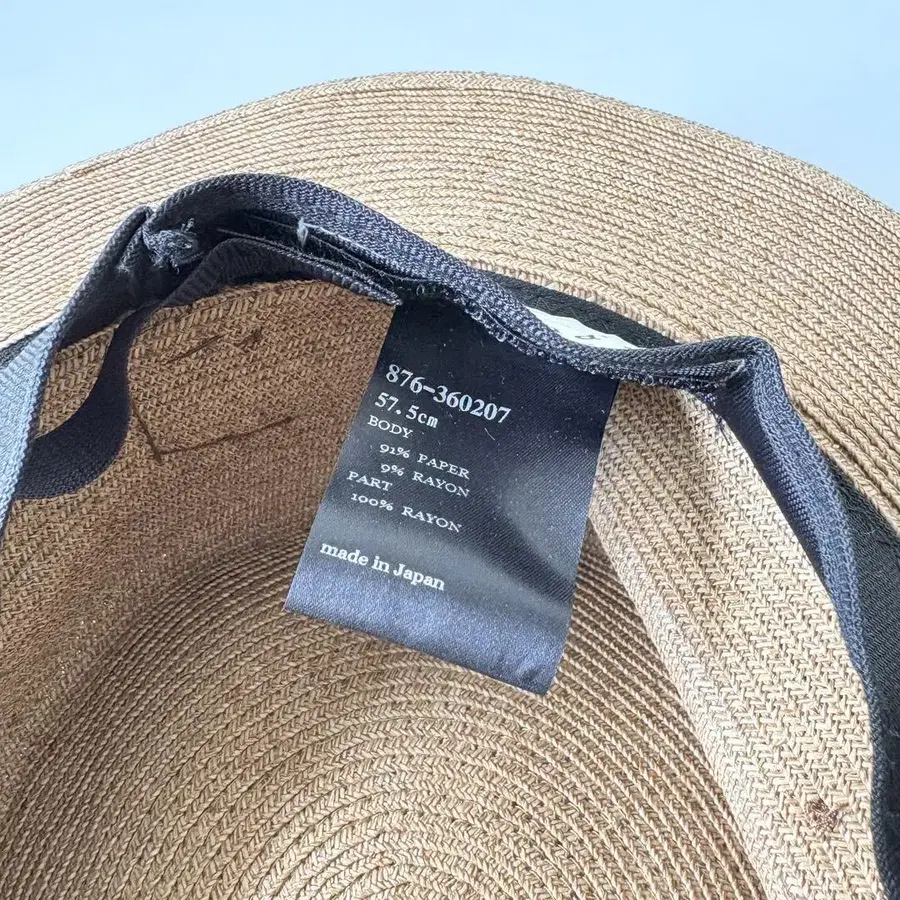 876-360207
57.5cm
BODY
91% PAPER
9% RAYON
PART
100% RAYON
made in Japan